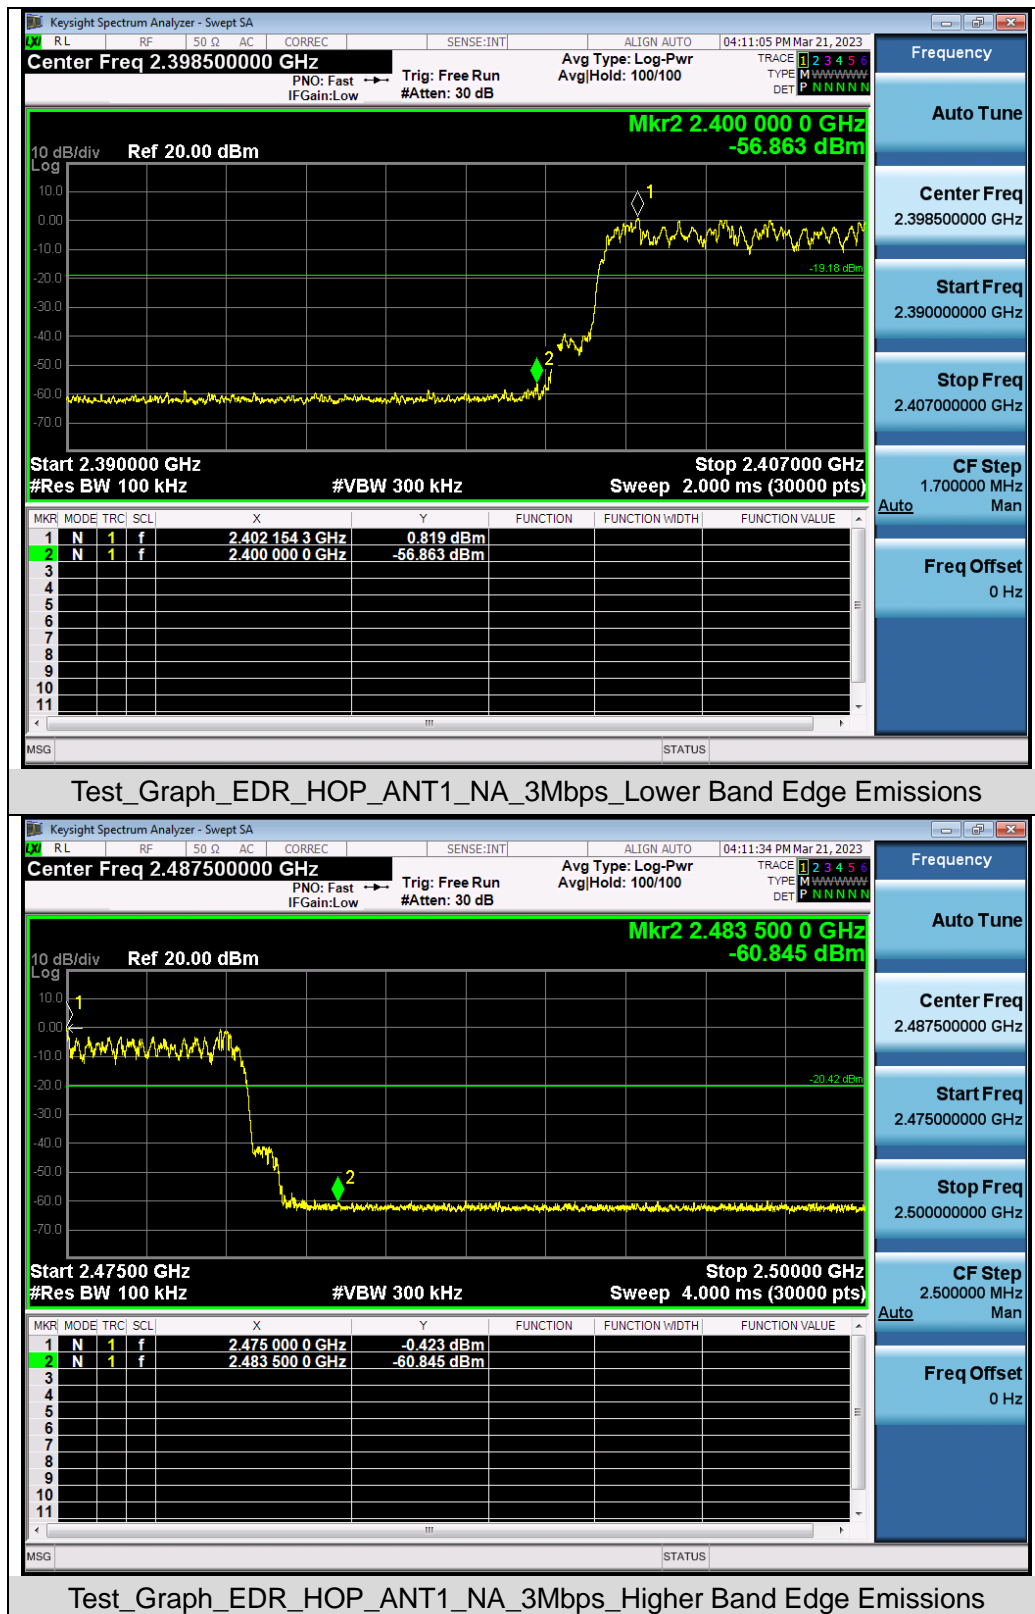 Keysight Spectrum Analyzer - Swept SA
LXI RL RF 50 Ω AC CORREC SENSE:INT ALIGN AUTO 04:11:05 PM Mar 21, 2023
Center Freq 2.398500000 GHz
PNO: Fast
IFGain:Low
Trig: Free Run
#Atten: 30 dB
Avg Type: Log-Pwr
Avg|Hold: 100/100
TRACE 1 2 3 4 5 6
TYPE M WWWWW
DET P N N N N N
Mkr2 2.400 000 0 GHz
-56.863 dBm
10 dB/div Ref 20.00 dBm
Log
10.0
0.00
-10.0
-20.0
-30.0
-40.0
-50.0
-60.0
-70.0
1
-19.18 dBm
2
Start 2.390000 GHz Stop 2.407000 GHz
#Res BW 100 kHz #VBW 300 kHz Sweep 2.000 ms (30000 pts)
MKR MODE TRC SCL X Y FUNCTION FUNCTION WIDTH FUNCTION VALUE
1 N 1 f 2.402 154 3 GHz 0.819 dBm
2 N 1 f 2.400 000 0 GHz -56.863 dBm
3
4
5
6
7
8
9
10
11
MSG STATUS
Frequency
Auto Tune
Center Freq
2.398500000 GHz
Start Freq
2.390000000 GHz
Stop Freq
2.407000000 GHz
CF Step
1.700000 MHz
Auto Man
Freq Offset
0 Hz
Test_Graph_EDR_HOP_ANT1_NA_3Mbps_Lower Band Edge Emissions
Keysight Spectrum Analyzer - Swept SA
LXI RL RF 50 Ω AC CORREC SENSE:INT ALIGN AUTO 04:11:34 PM Mar 21, 2023
Center Freq 2.487500000 GHz
PNO: Fast
IFGain:Low
Trig: Free Run
#Atten: 30 dB
Avg Type: Log-Pwr
Avg|Hold: 100/100
TRACE 1 2 3 4 5 6
TYPE M WWWWW
DET P N N N N N
Mkr2 2.483 500 0 GHz
-60.845 dBm
10 dB/div Ref 20.00 dBm
Log
10.0
0.00
-10.0
-20.0
-30.0
-40.0
-50.0
-60.0
-70.0
1
-20.42 dBm
2
Start 2.47500 GHz Stop 2.50000 GHz
#Res BW 100 kHz #VBW 300 kHz Sweep 4.000 ms (30000 pts)
MKR MODE TRC SCL X Y FUNCTION FUNCTION WIDTH FUNCTION VALUE
1 N 1 f 2.475 000 0 GHz -0.423 dBm
2 N 1 f 2.483 500 0 GHz -60.845 dBm
3
4
5
6
7
8
9
10
11
MSG STATUS
Frequency
Auto Tune
Center Freq
2.487500000 GHz
Start Freq
2.475000000 GHz
Stop Freq
2.500000000 GHz
CF Step
2.500000 MHz
Auto Man
Freq Offset
0 Hz
Test_Graph_EDR_HOP_ANT1_NA_3Mbps_Higher Band Edge Emissions